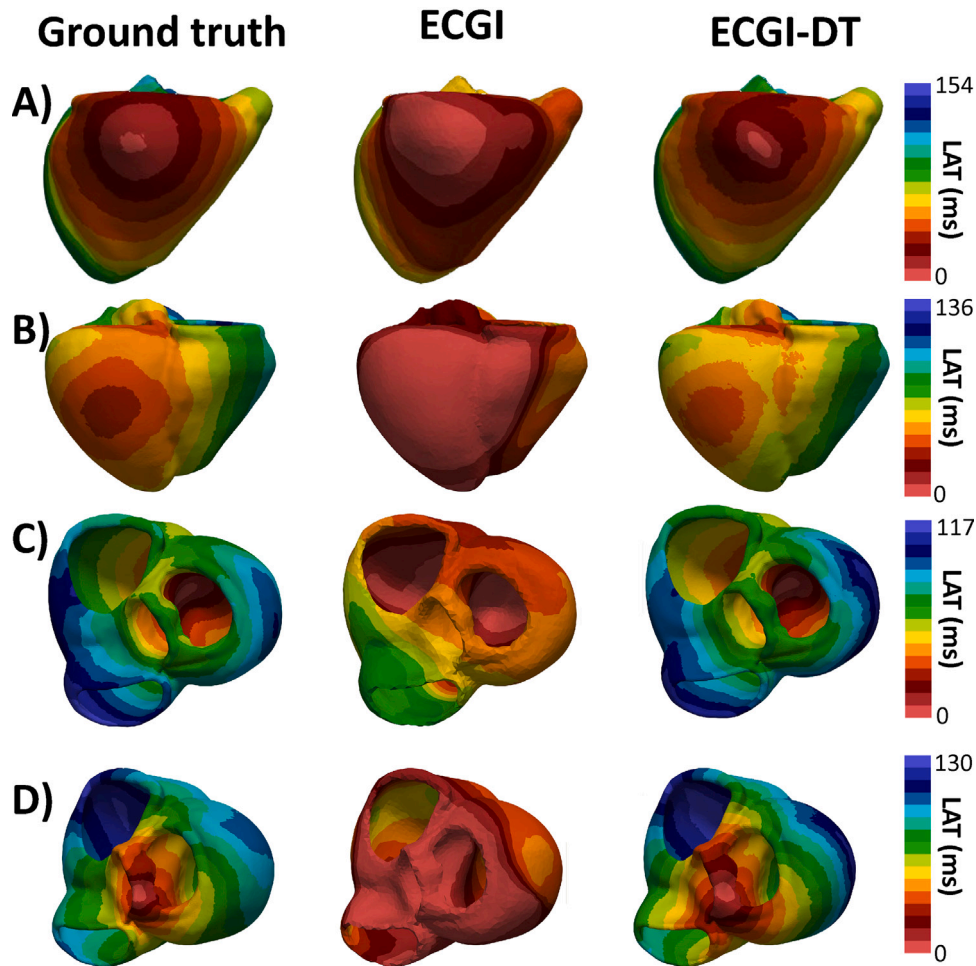 Ground truth ECGI ECGI-DT
A)
154
LAT (ms)
0
B)
136
LAT (ms)
0
C)
117
LAT (ms)
0
D)
130
LAT (ms)
0